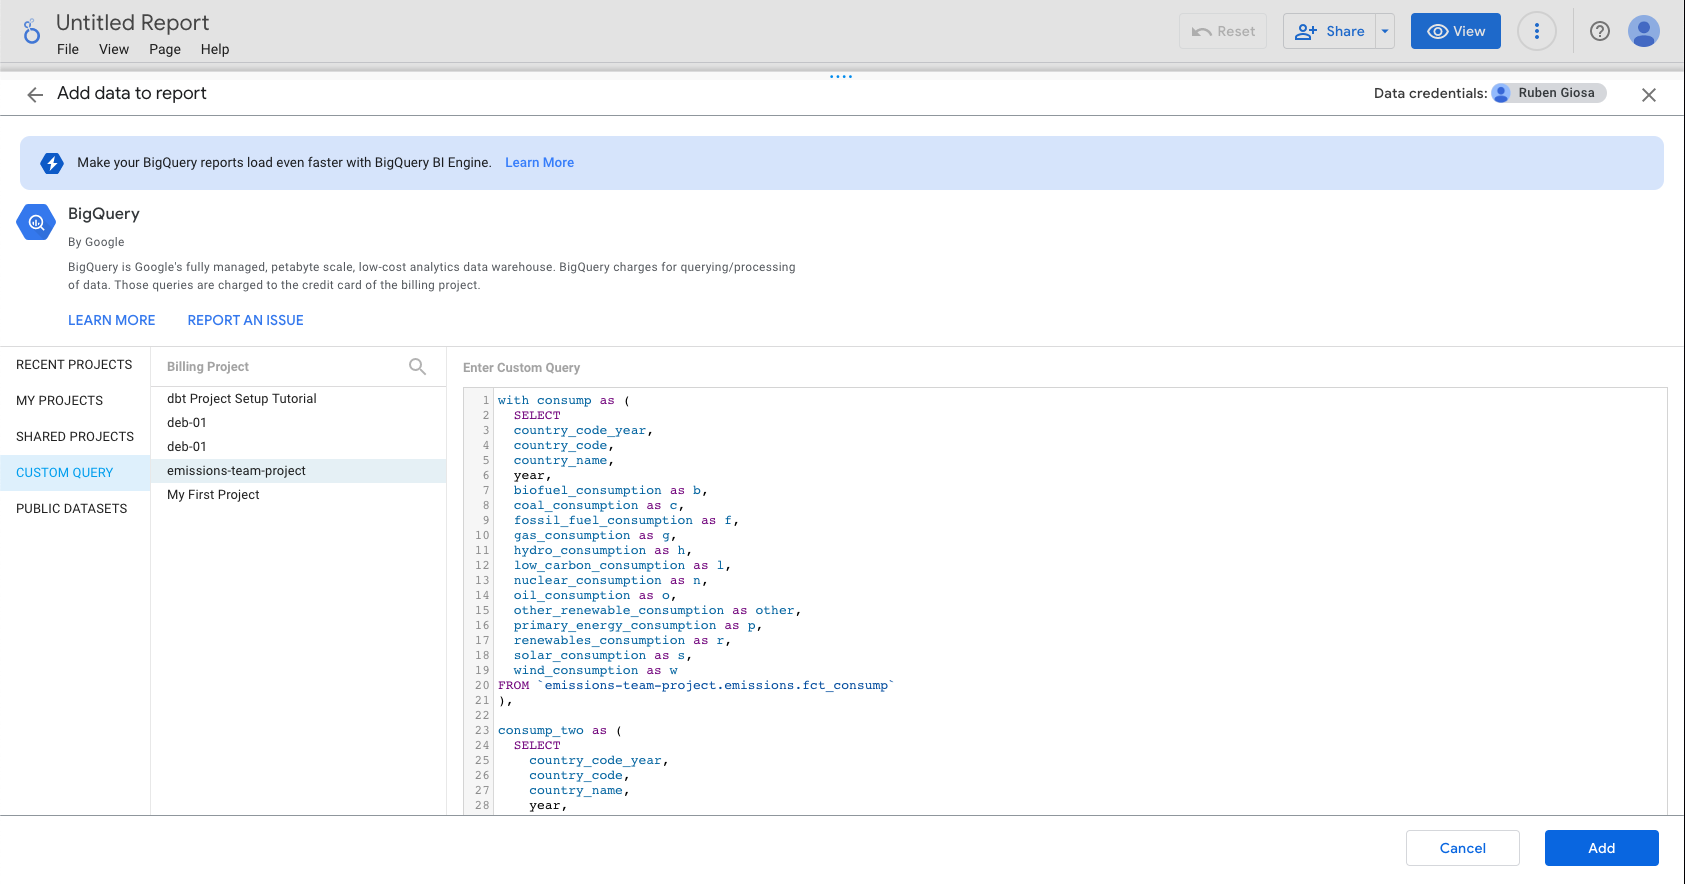 Untitled Report
File View Page Help
Reset
Share
View
Add data to report
Data credentials: Ruben Giosa
Make your BigQuery reports load even faster with BigQuery BI Engine. Learn More
BigQuery
By Google
BigQuery is Google's fully managed, petabyte scale, low-cost analytics data warehouse. BigQuery charges for querying/processing
of data. Those queries are charged to the credit card of the billing project.
LEARN MORE REPORT AN ISSUE
RECENT PROJECTS
MY PROJECTS
SHARED PROJECTS
CUSTOM QUERY
PUBLIC DATASETS
Billing Project
dbt Project Setup Tutorial
deb-01
deb-01
emissions-team-project
My First Project
Enter Custom Query
1 with consump as (
2 SELECT
3 country_code_year,
4 country_code,
5 country_name,
6 year,
7 biofuel_consumption as b,
8 coal_consumption as c,
9 fossil_fuel_consumption as f,
10 gas_consumption as g,
11 hydro_consumption as h,
12 low_carbon_consumption as l,
13 nuclear_consumption as n,
14 oil_consumption as o,
15 other_renewable_consumption as other,
16 primary_energy_consumption as p,
17 renewables_consumption as r,
18 solar_consumption as s,
19 wind_consumption as w
20 FROM `emissions-team-project.emissions.fct_consump`
21 ),
22
23 consump_two as (
24 SELECT
25 country_code_year,
26 country_code,
27 country_name,
28 year,
Cancel
Add